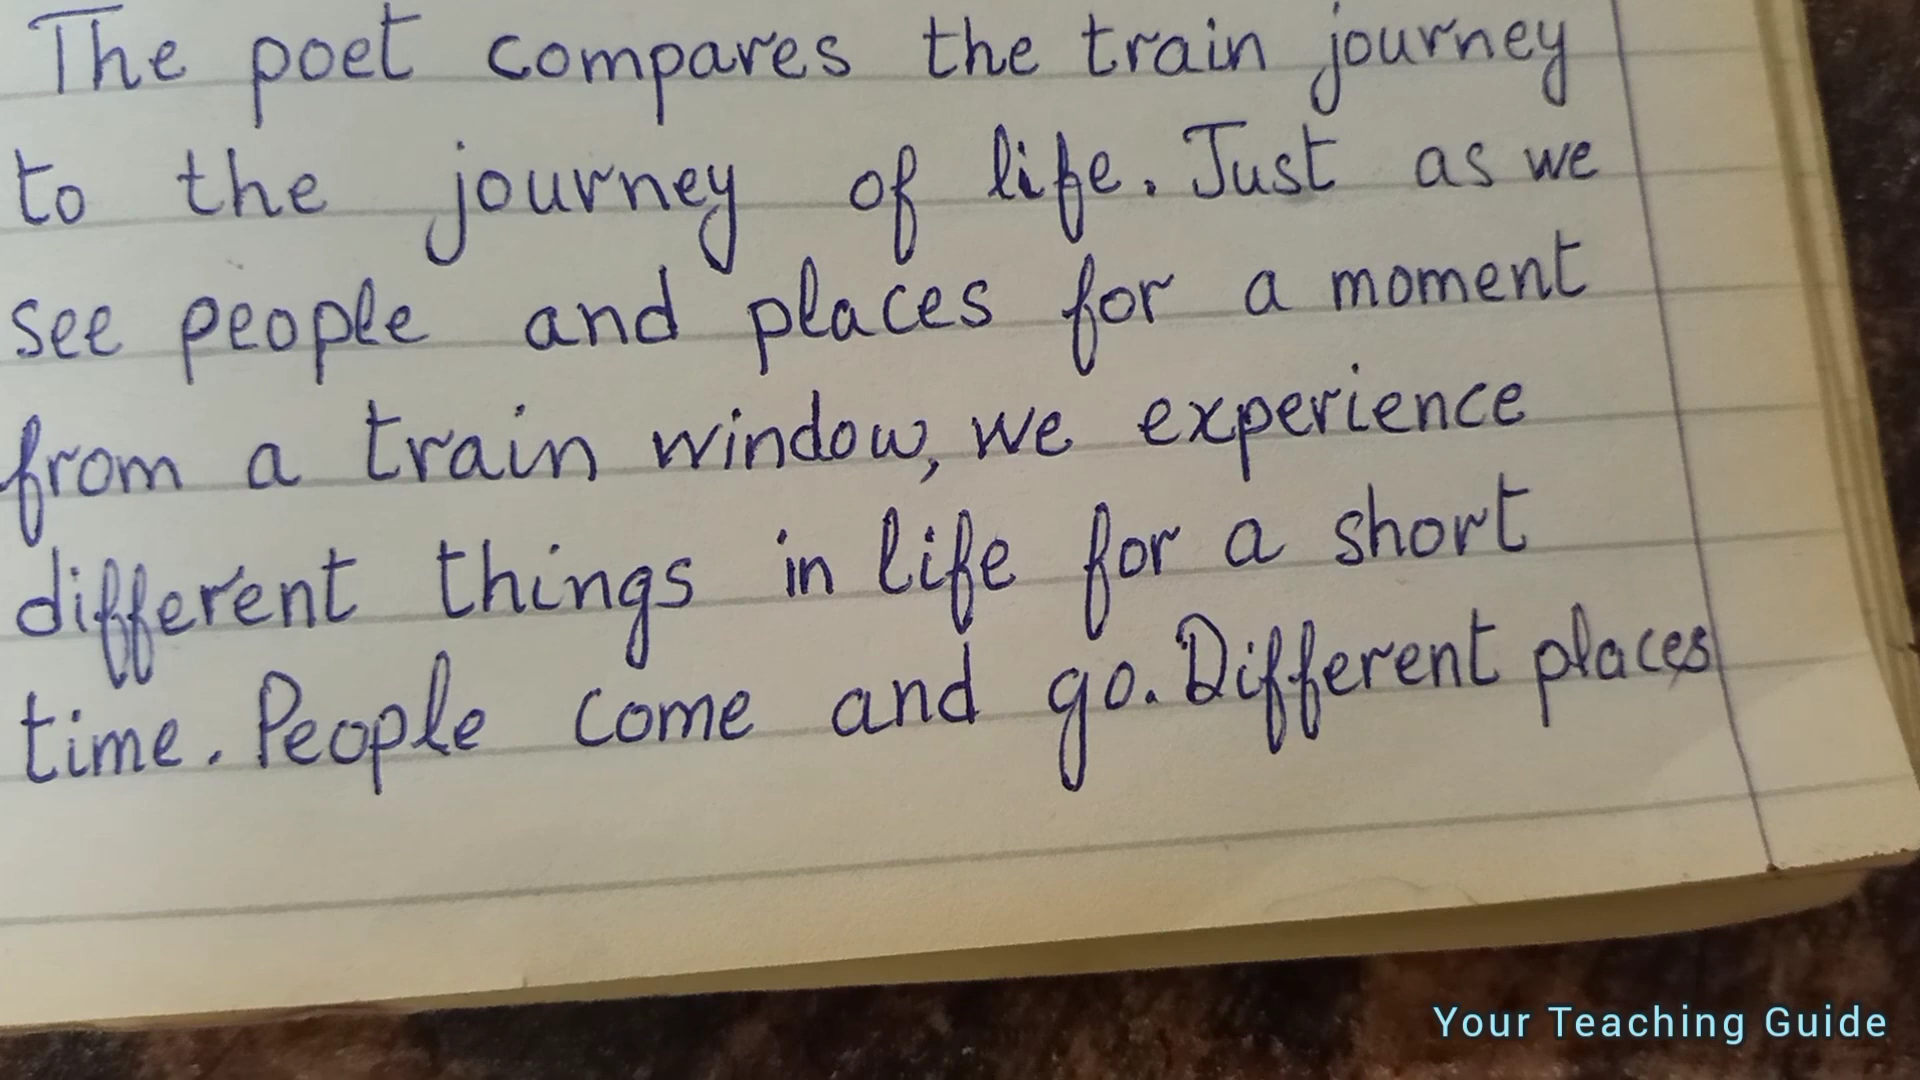 The poet compares the train journey
to the journey of life. Just as we
see people and places for a moment
from a train window, we experience
different things in life for a short
time. People come and go. Different places
Your Teaching Guide